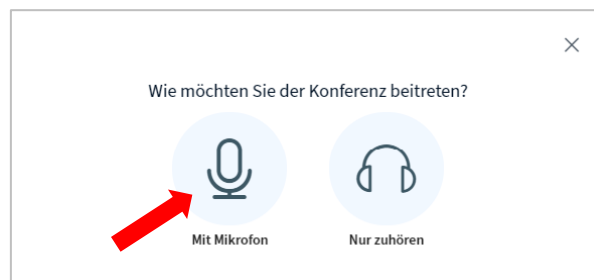 Wie möchten Sie der Konferenz beitreten?
Mit Mikrofon
Nur zuhören